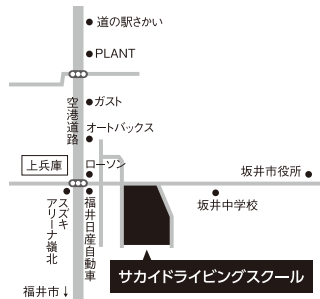 道の駅さかい
PLANT
ガスト
空港道路
オートバックス
上兵庫
ローソン
坂井市役所
坂井中学校
スズキ
アリーナ嶺北
福井日産自動車
サカイドライビングスクール
福井市↓